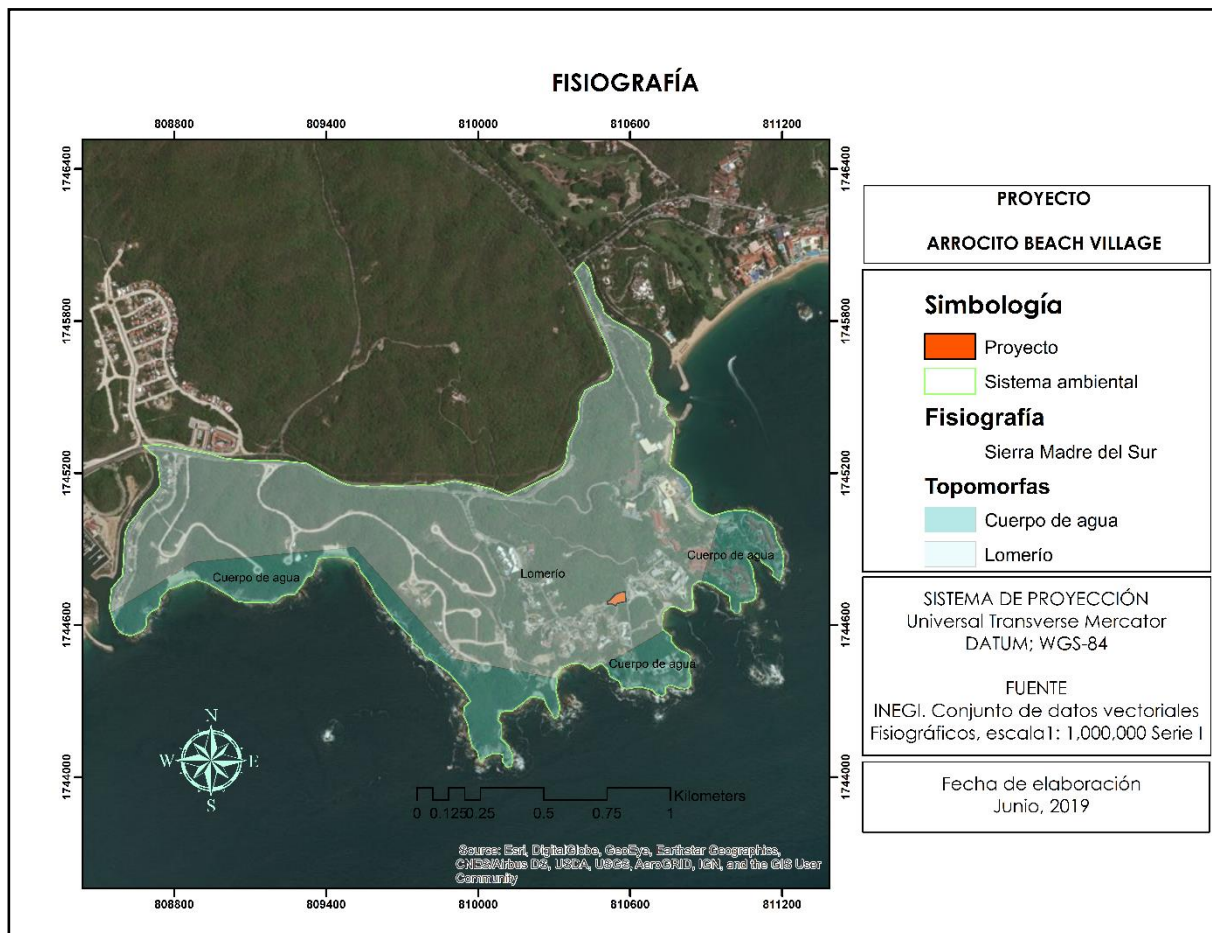 FISIOGRAFÍA
808800 809400 810000 810600 811200
1746400 1746400
1745800 1745800
1745200 1745200
1744600 1744600
1744000 1744000
Cuerpo de agua
Lomerío
Cuerpo de agua
Cuerpo de agua
N
W E
S
Kilometers
0 0.125 0.25 0.5 0.75 1
Source: Esri, DigitalGlobe, GeoEye, Earthstar Geographics,
CNES/Airbus DS, USDA, USGS, AeroGRID, IGN, and the GIS User
Community
808800 809400 810000 810600 811200
PROYECTO
ARROCITO BEACH VILLAGE
Simbología
Proyecto
Sistema ambiental
Fisiografía
Sierra Madre del Sur
Topomorfas
Cuerpo de agua
Lomerío
SISTEMA DE PROYECCIÓN
Universal Transverse Mercator
DATUM; WGS-84
FUENTE
INEGI. Conjunto de datos vectoriales
Fisiográficos, escala1: 1,000,000 Serie I
Fecha de elaboración
Junio, 2019